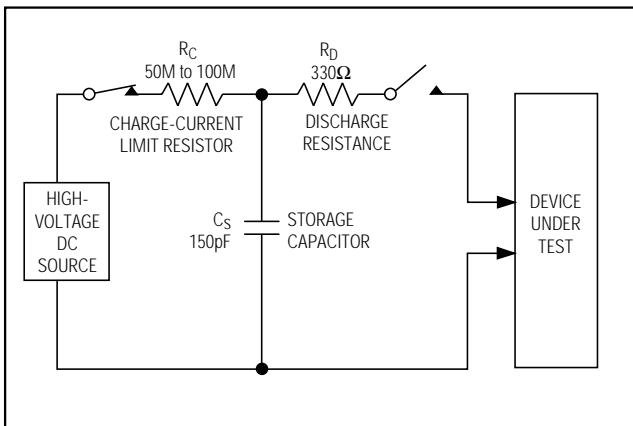 R_C
50M to 100M
CHARGE-CURRENT
LIMIT RESISTOR
R_D
330Ω
DISCHARGE
RESISTANCE
HIGH-
VOLTAGE
DC
SOURCE
C_S
150pF
STORAGE
CAPACITOR
DEVICE
UNDER
TEST